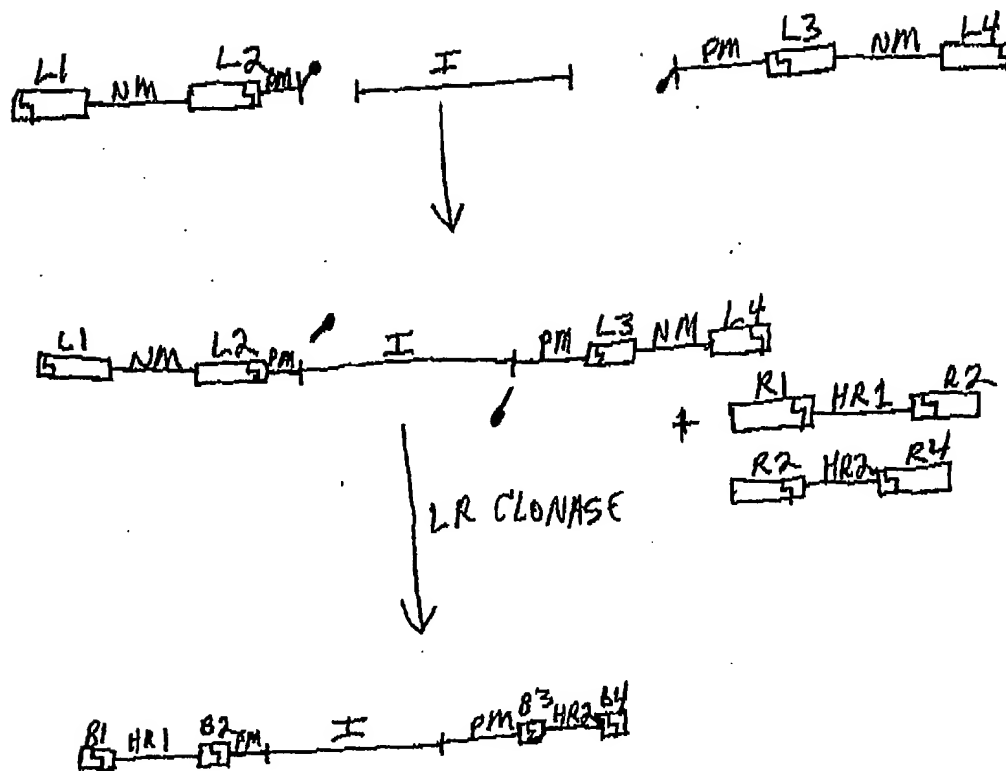 L1 NM L2 PM I PM L3 NM L4
L1 NM L2 PM I PM L3 NM L4
+ R1 HR1 R2
R2 HR2 R4
LR CLONASE
B1 HR1 B2 PM I PM B3 HR2 B4